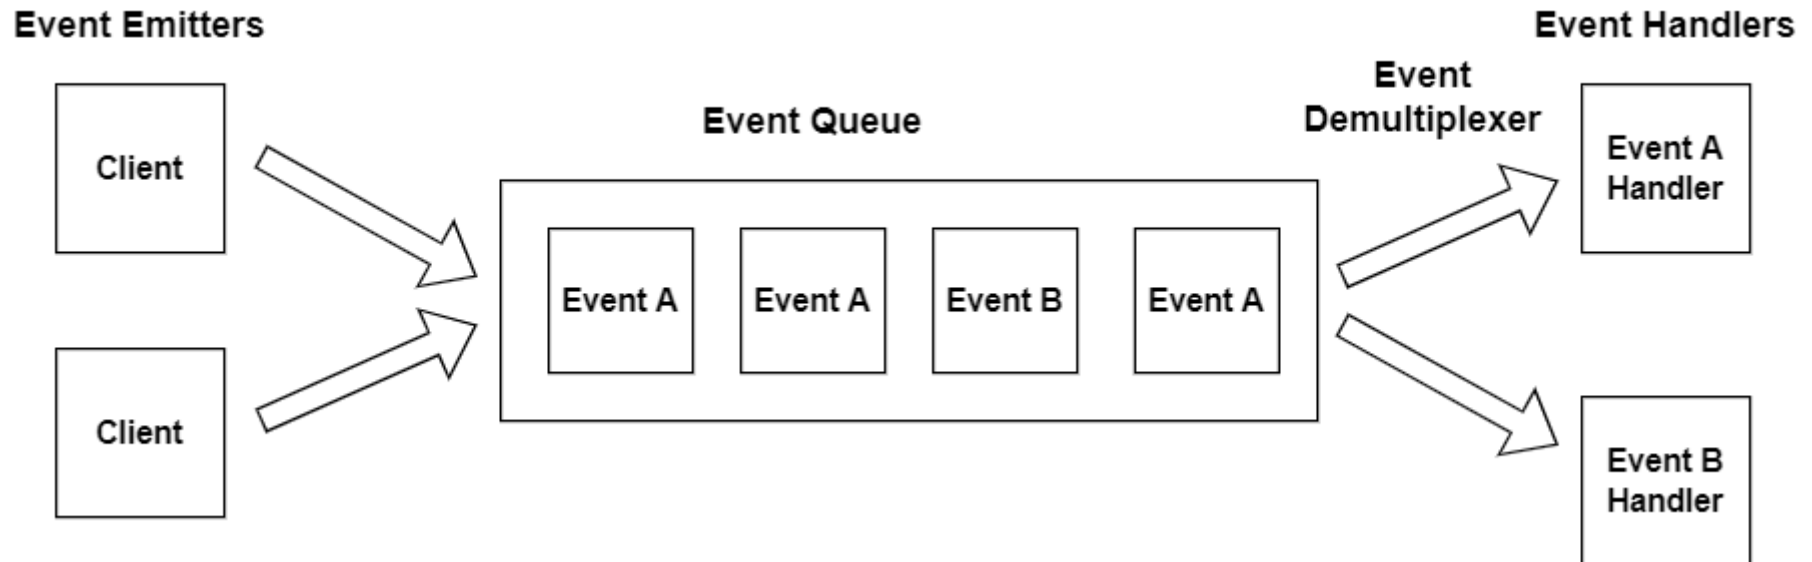 Event Emitters
Event Handlers
Event
Demultiplexer
Event Queue
Client
Client
Event A
Event A
Event B
Event A
Event A
Handler
Event B
Handler